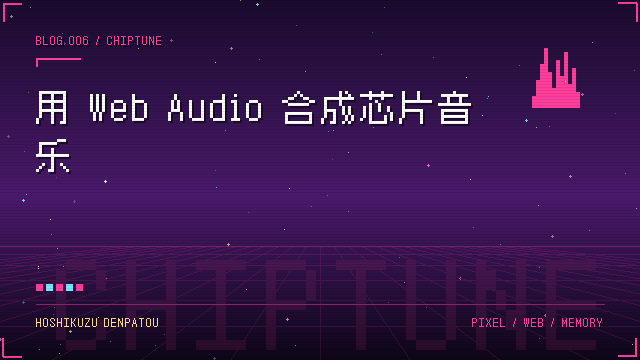 BLOG.006 / CHIPTUNE
用 Web Audio 合成芯片音
乐
CHIPTUNE
HOSHIKUZU DENPATOU
PIXEL / WEB / MEMORY